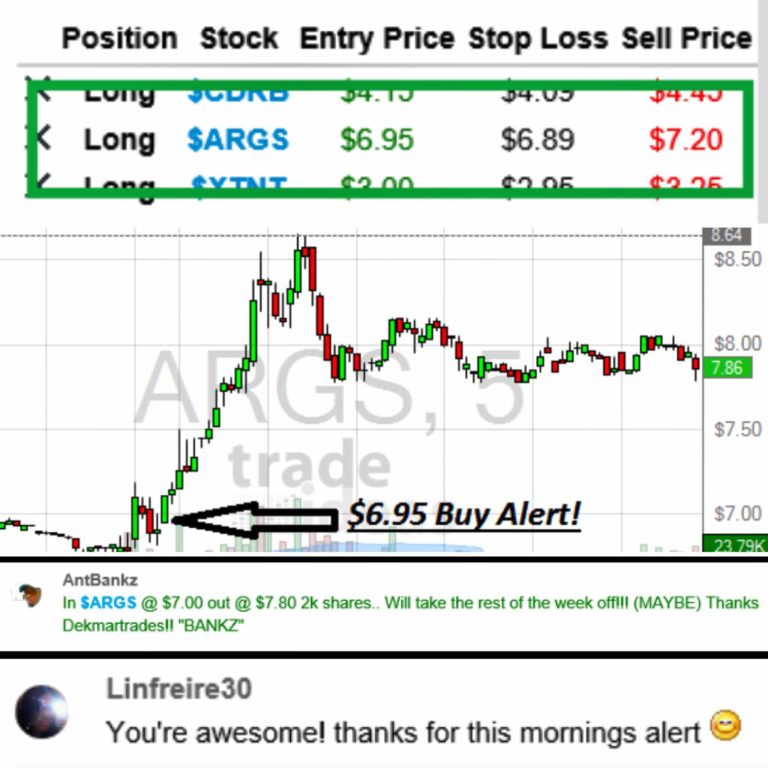 Position Stock Entry Price Stop Loss Sell Price
Long $CDRB $4.15 $4.09 $4.45
Long $ARGS $6.95 $6.89 $7.20
Long $XTNT $3.00 $2.95 $3.25
8.64
$8.50
$8.00
7.86
ARGS, 5
$7.50
trade
$7.00
$6.95 Buy Alert!
23.79K
AntBankz
In $ARGS @ $7.00 out @ $7.80 2k shares.. Will take the rest of the week off!!! (MAYBE) Thanks
Dekmartrades!! "BANKZ"
Linfreire30
You're awesome! thanks for this mornings alert